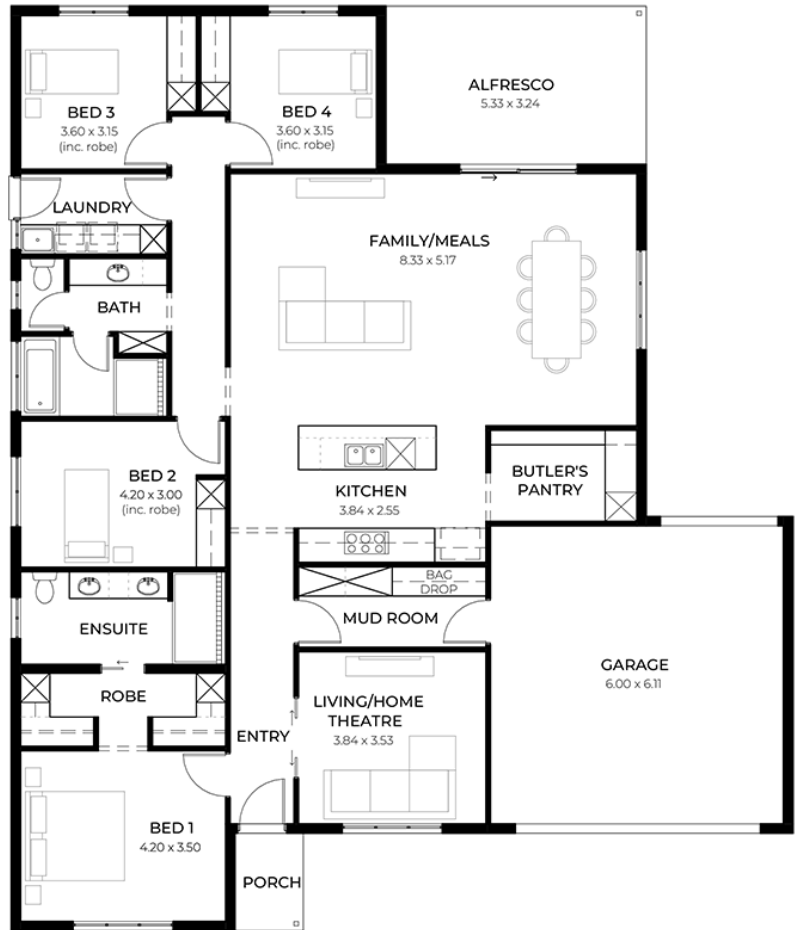 BED 3
3.60 x 3.15
(inc. robe)
BED 4
3.60 x 3.15
(inc. robe)
ALFRESCO
5.33 x 3.24
LAUNDRY
FAMILY/MEALS
8.33 x 5.17
BATH
BED 2
4.20 x 3.00
(inc. robe)
KITCHEN
3.84 x 2.55
BUTLER'S
PANTRY
BAG
DROP
MUD ROOM
ENSUITE
GARAGE
6.00 x 6.11
ROBE
LIVING/HOME
THEATRE
3.84 x 3.53
ENTRY
BED 1
4.20 x 3.50
PORCH